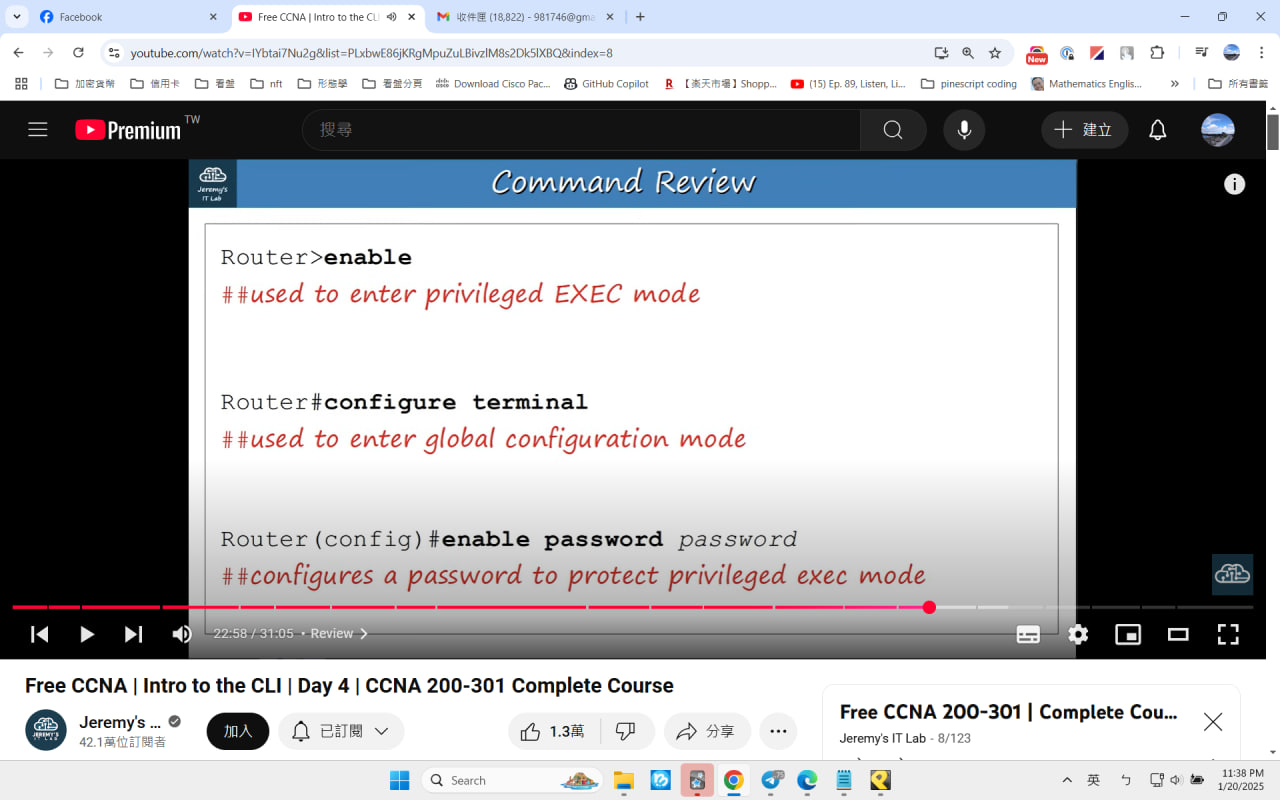 Facebook
Free CCNA | Intro to the CLI
收件匣 (18,822) - 981746@gma
youtube.com/watch?v=IYbtai7Nu2g&list=PLxbwE86jKRgMpuZuLBivzlM8s2Dk5lXBQ&index=8
New
加密貨幣
信用卡
看盤
nft
形態學
看盤分頁
Download Cisco Pac...
GitHub Copilot
【楽天市場】Shopp...
(15) Ep. 89, Listen, Li...
pinescript coding
Mathematics Englis...
所有書籤
Premium TW
搜尋
建立
Jeremy's
IT Lab
Command Review
Router>enable
##used to enter privileged EXEC mode
Router#configure terminal
##used to enter global configuration mode
Router(config)#enable password password
##configures a password to protect privileged exec mode
22:58 / 31:05 • Review
Free CCNA | Intro to the CLI | Day 4 | CCNA 200-301 Complete Course
JEREMY'S
IT LAB
Jeremy's ...
42.1萬位訂閱者
加入
已訂閱
1.3萬
分享
Free CCNA 200-301 | Complete Cou...
Jeremy's IT Lab - 8/123
Search
英
ㄅ
11:38 PM
1/20/2025